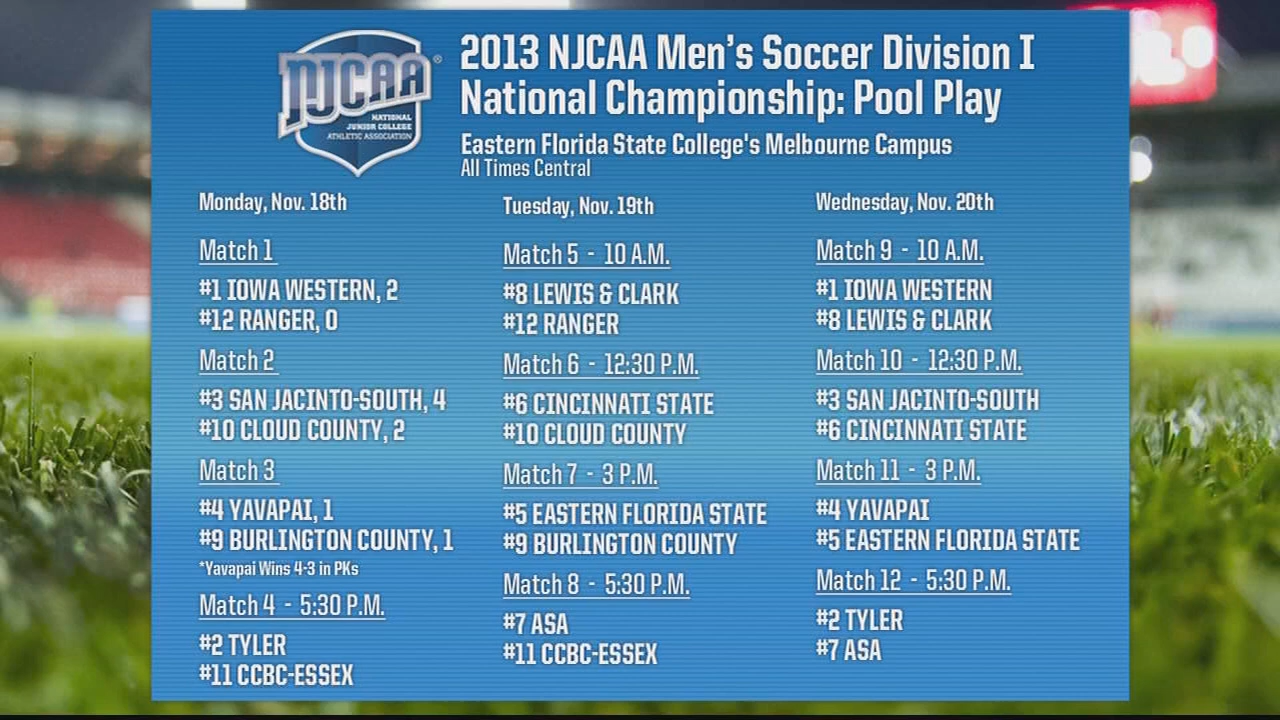 NJCAA
®
NATIONAL
JUNIOR COLLEGE
ATHLETIC ASSOCIATION
2013 NJCAA Men's Soccer Division I
National Championship: Pool Play
Eastern Florida State College's Melbourne Campus
All Times Central
Monday, Nov. 18th
Match 1
#1 IOWA WESTERN, 2
#12 RANGER, 0
Match 2
#3 SAN JACINTO-SOUTH, 4
#10 CLOUD COUNTY, 2
Match 3
#4 YAVAPAI, 1
#9 BURLINGTON COUNTY, 1
*Yavapai Wins 4-3 in PKs
Match 4 - 5:30 P.M.
#2 TYLER
#11 CCBC-ESSEX
Tuesday, Nov. 19th
Match 5 - 10 A.M.
#8 LEWIS & CLARK
#12 RANGER
Match 6 - 12:30 P.M.
#6 CINCINNATI STATE
#10 CLOUD COUNTY
Match 7 - 3 P.M.
#5 EASTERN FLORIDA STATE
#9 BURLINGTON COUNTY
Match 8 - 5:30 P.M.
#7 ASA
#11 CCBC-ESSEX
Wednesday, Nov. 20th
Match 9 - 10 A.M.
#1 IOWA WESTERN
#8 LEWIS & CLARK
Match 10 - 12:30 P.M.
#3 SAN JACINTO-SOUTH
#6 CINCINNATI STATE
Match 11 - 3 P.M.
#4 YAVAPAI
#5 EASTERN FLORIDA STATE
Match 12 - 5:30 P.M.
#2 TYLER
#7 ASA